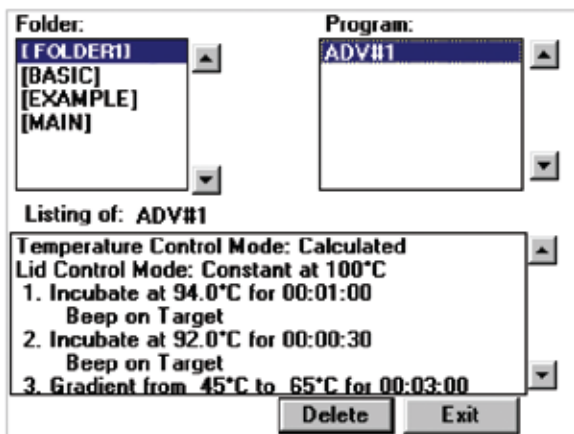 Folder:
[ FOLDER1]
[BASIC]
[EXAMPLE]
[MAIN]
Program:
ADV#1
Listing of: ADV#1
Temperature Control Mode: Calculated
Lid Control Mode: Constant at 100°C
1. Incubate at 94.0°C for 00:01:00
Beep on Target
2. Incubate at 92.0°C for 00:00:30
Beep on Target
3. Gradient from 45°C to 65°C for 00:03:00
Delete
Exit